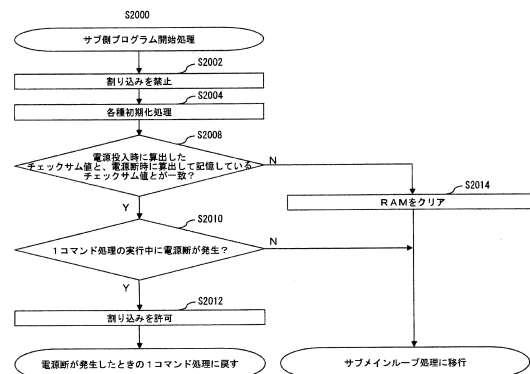 S2000
サブ側プログラム開始処理
S2002
割り込みを禁止
S2004
各種初期化処理
S2008
電源投入時に算出した
チェックサム値と、電源断時に算出して記憶している
チェックサム値とが一致?
N
Y
S2014
RAMをクリア
S2010
1コマンド処理の実行中に電源断が発生?
N
Y
S2012
割り込みを許可
電源断が発生したときの1コマンド処理に戻す
サブメインループ処理に移行